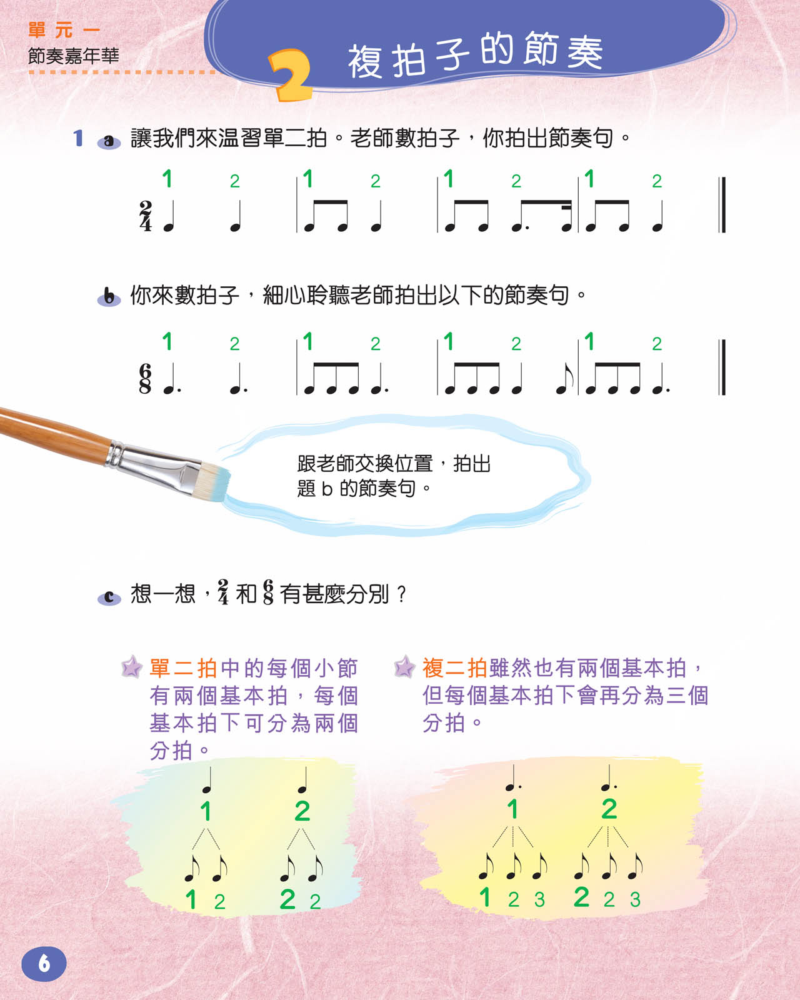 單元一
節奏嘉年華
2 複拍子的節奏
1 a 讓我們來温習單二拍。老師數拍子，你拍出節奏句。
1 2 1 2 1 2 1 2
2
4
b 你來數拍子，細心聆聽老師拍出以下的節奏句。
1 2 1 2 1 2 1 2
6
8
跟老師交換位置，拍出
題 b 的節奏句。
c 想一想，2/4 和 6/8 有甚麼分別？
單二拍中的每個小節
有兩個基本拍，每個
基本拍下可分為兩個
分拍。
1 2
1 2 2 2
複二拍雖然也有兩個基本拍，
但每個基本拍下會再分為三個
分拍。
1 2
1 2 3 2 2 3
6